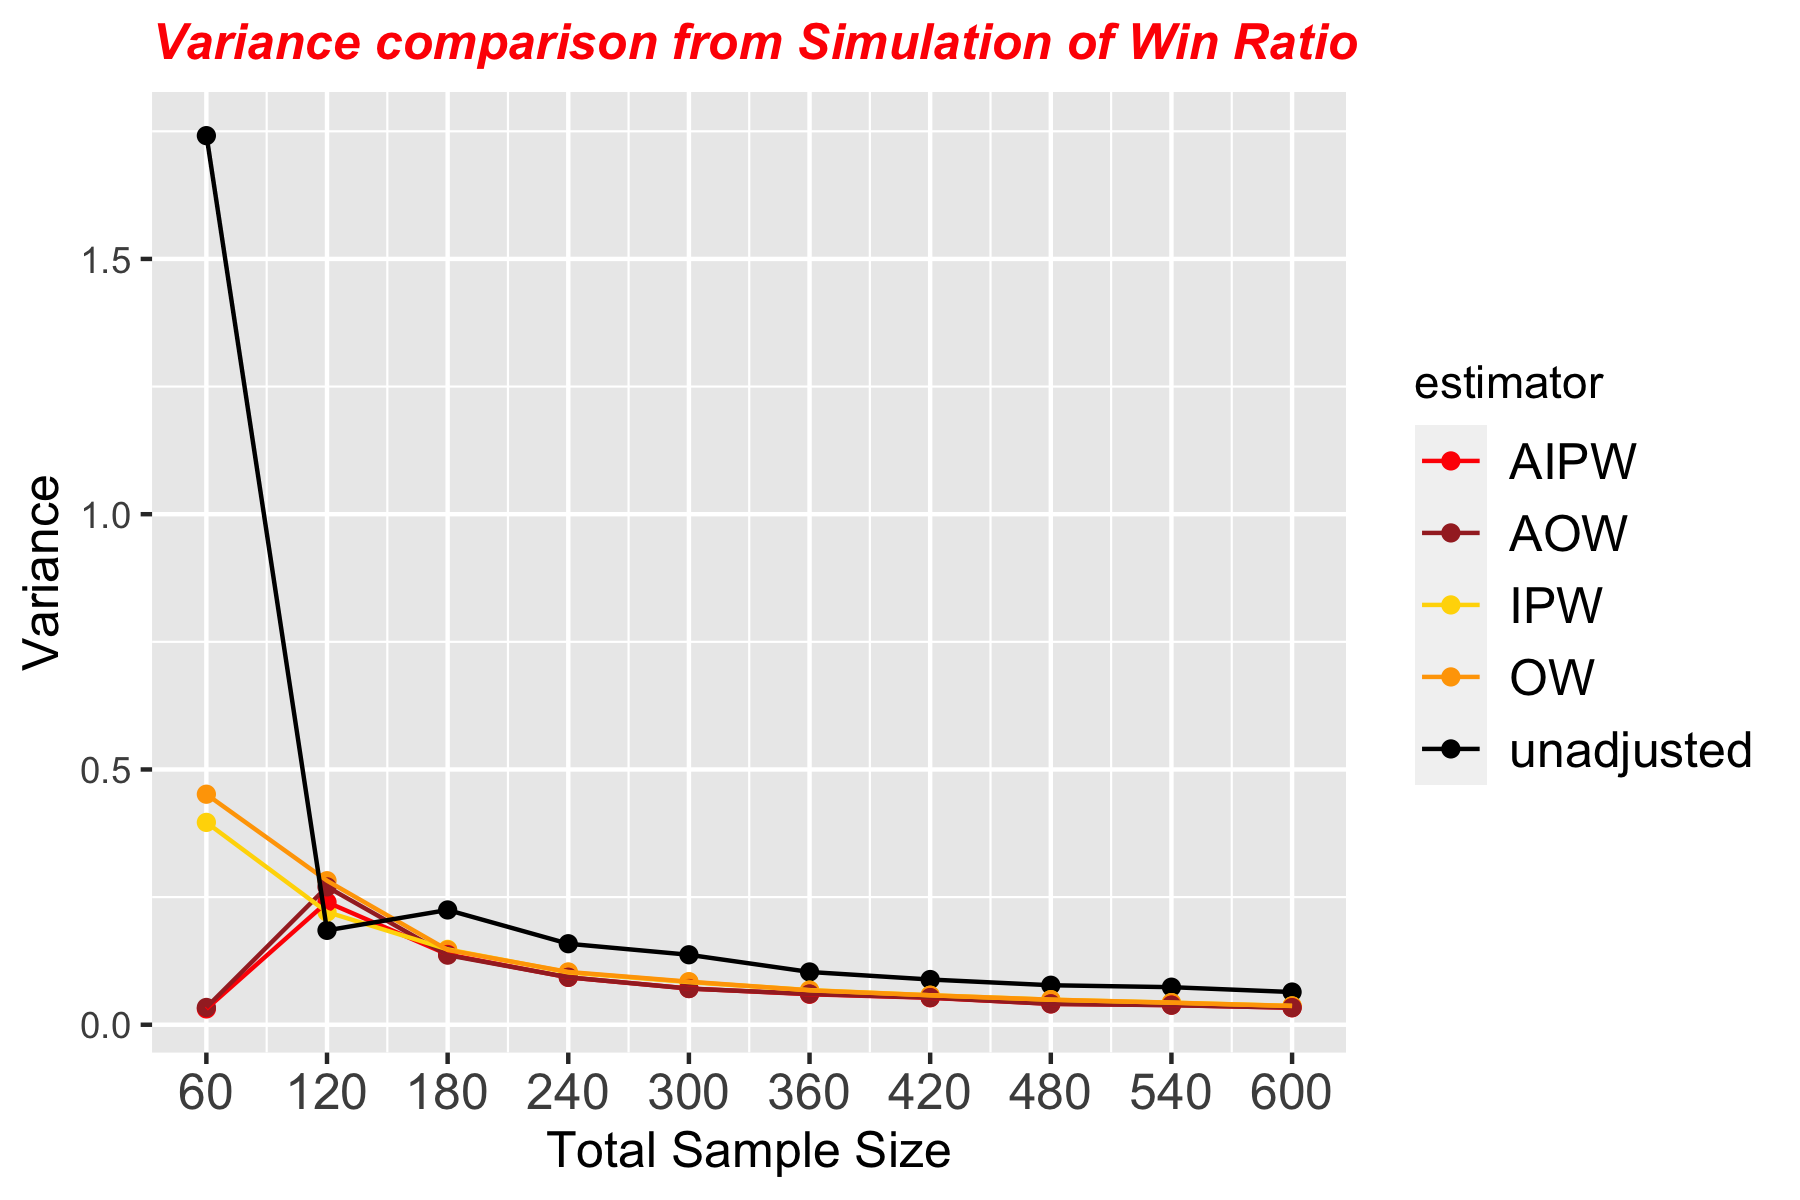 Variance comparison from Simulation of Win Ratio
Variance
1.5
1.0
0.5
0.0
60 120 180 240 300 360 420 480 540 600
Total Sample Size
estimator
AIPW
AOW
IPW
OW
unadjusted